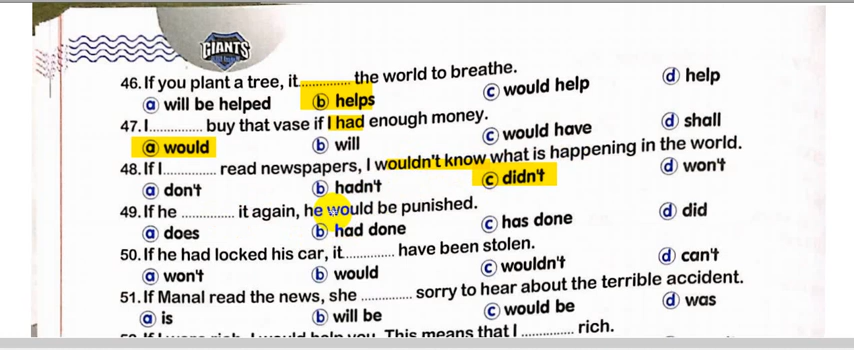 GIANTS
46. If you plant a tree, it.............. the world to breathe.
ⓐ will be helped ⓑ helps ⓒ would help ⓓ help
47. I............... buy that vase if I had enough money.
ⓐ would ⓑ will ⓒ would have ⓓ shall
48. If I............... read newspapers, I wouldn't know what is happening in the world.
ⓐ don't ⓑ hadn't ⓒ didn't ⓓ won't
49. If he ............... it again, he would be punished.
ⓐ does ⓑ had done ⓒ has done ⓓ did
50. If he had locked his car, it.............. have been stolen.
ⓐ won't ⓑ would ⓒ wouldn't ⓓ can't
51. If Manal read the news, she .............. sorry to hear about the terrible accident.
ⓐ is ⓑ will be ⓒ would be ⓓ was
I would help you. This means that I .............. rich.